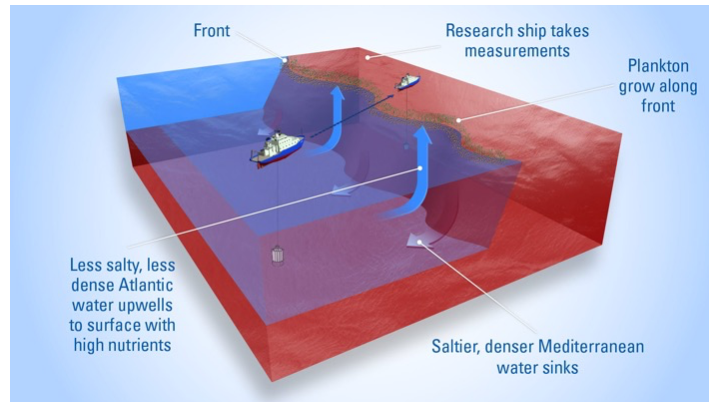 Front
Research ship takes
measurements
Plankton
grow along
front
Less salty, less
dense Atlantic
water upwells
to surface with
high nutrients
Saltier, denser Mediterranean
water sinks